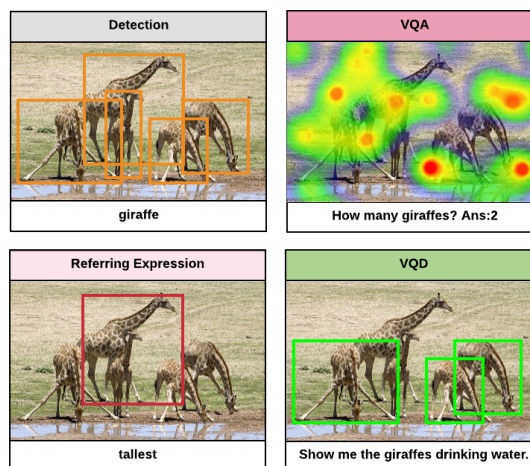 Detection
VQA
giraffe
How many giraffes? Ans:2
Referring Expression
VQD
tallest
Show me the giraffes drinking water.